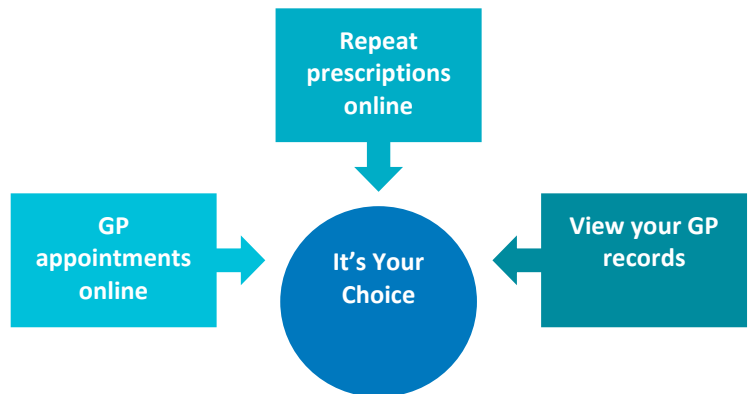 Repeat
prescriptions
online
GP
appointments
online
It’s Your
Choice
View your GP
records